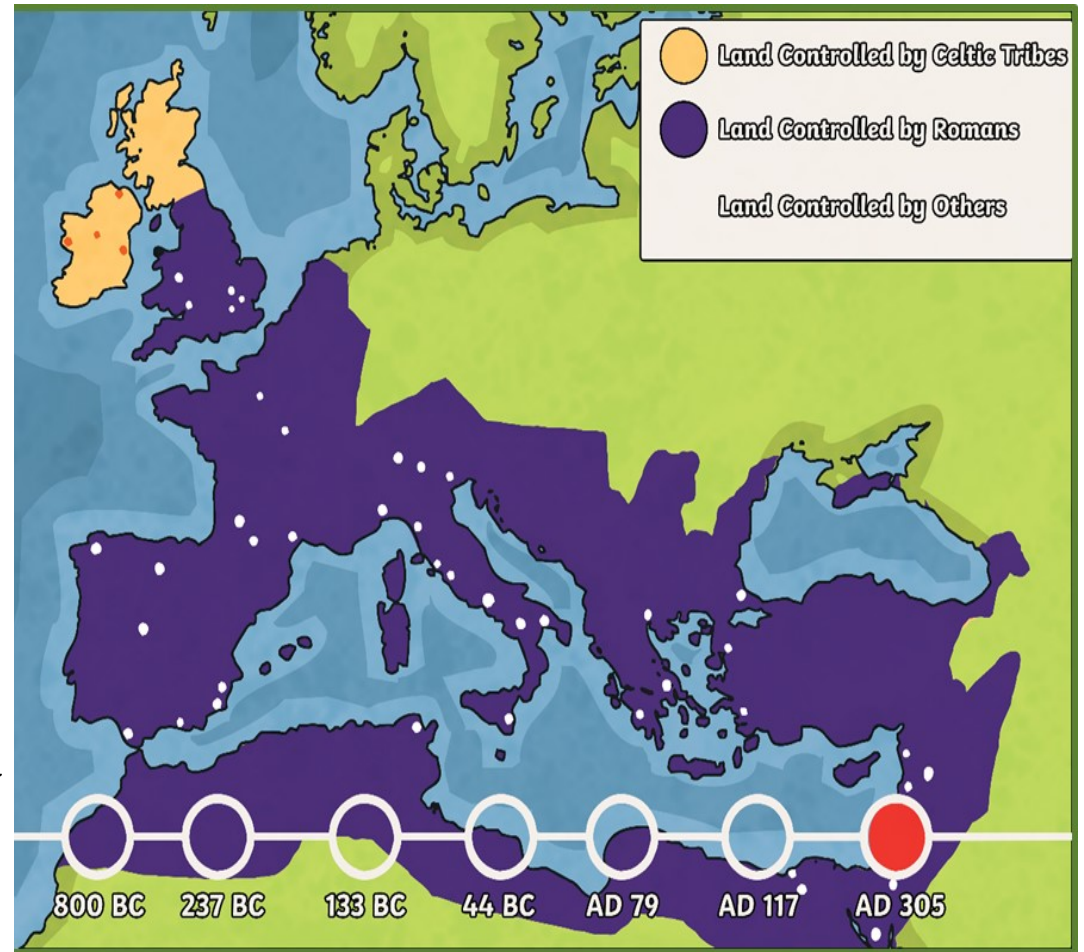 Land Controlled by Celtic Tribes
Land Controlled by Romans
Land Controlled by Others
800 BC
237 BC
133 BC
44 BC
AD 79
AD 117
AD 305